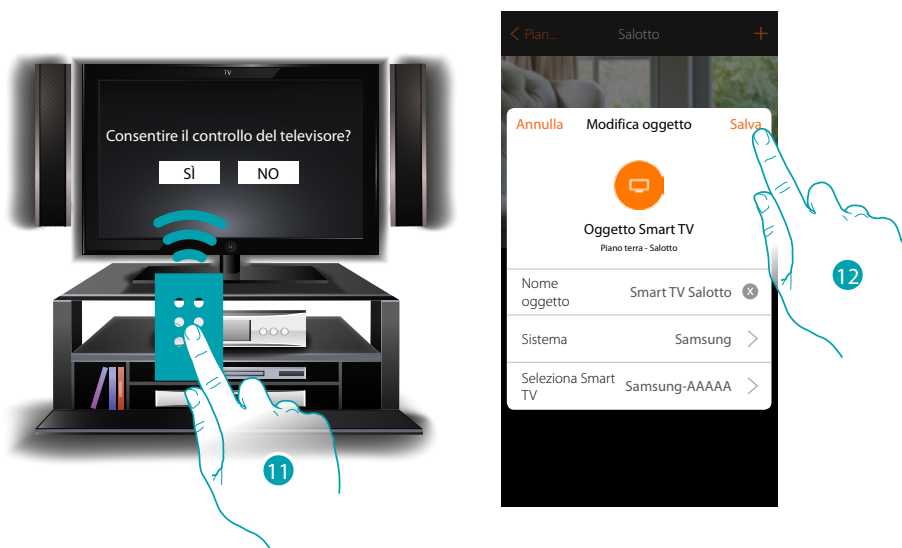 TV
Consentire il controllo del televisore?
SÌ NO
11
< Pian... Salotto +
Annulla Modifica oggetto Salva
Oggetto Smart TV
Piano terra - Salotto
Nome oggetto
Smart TV Salotto X
Sistema Samsung >
Seleziona Smart TV
Samsung-AAAAA >
12